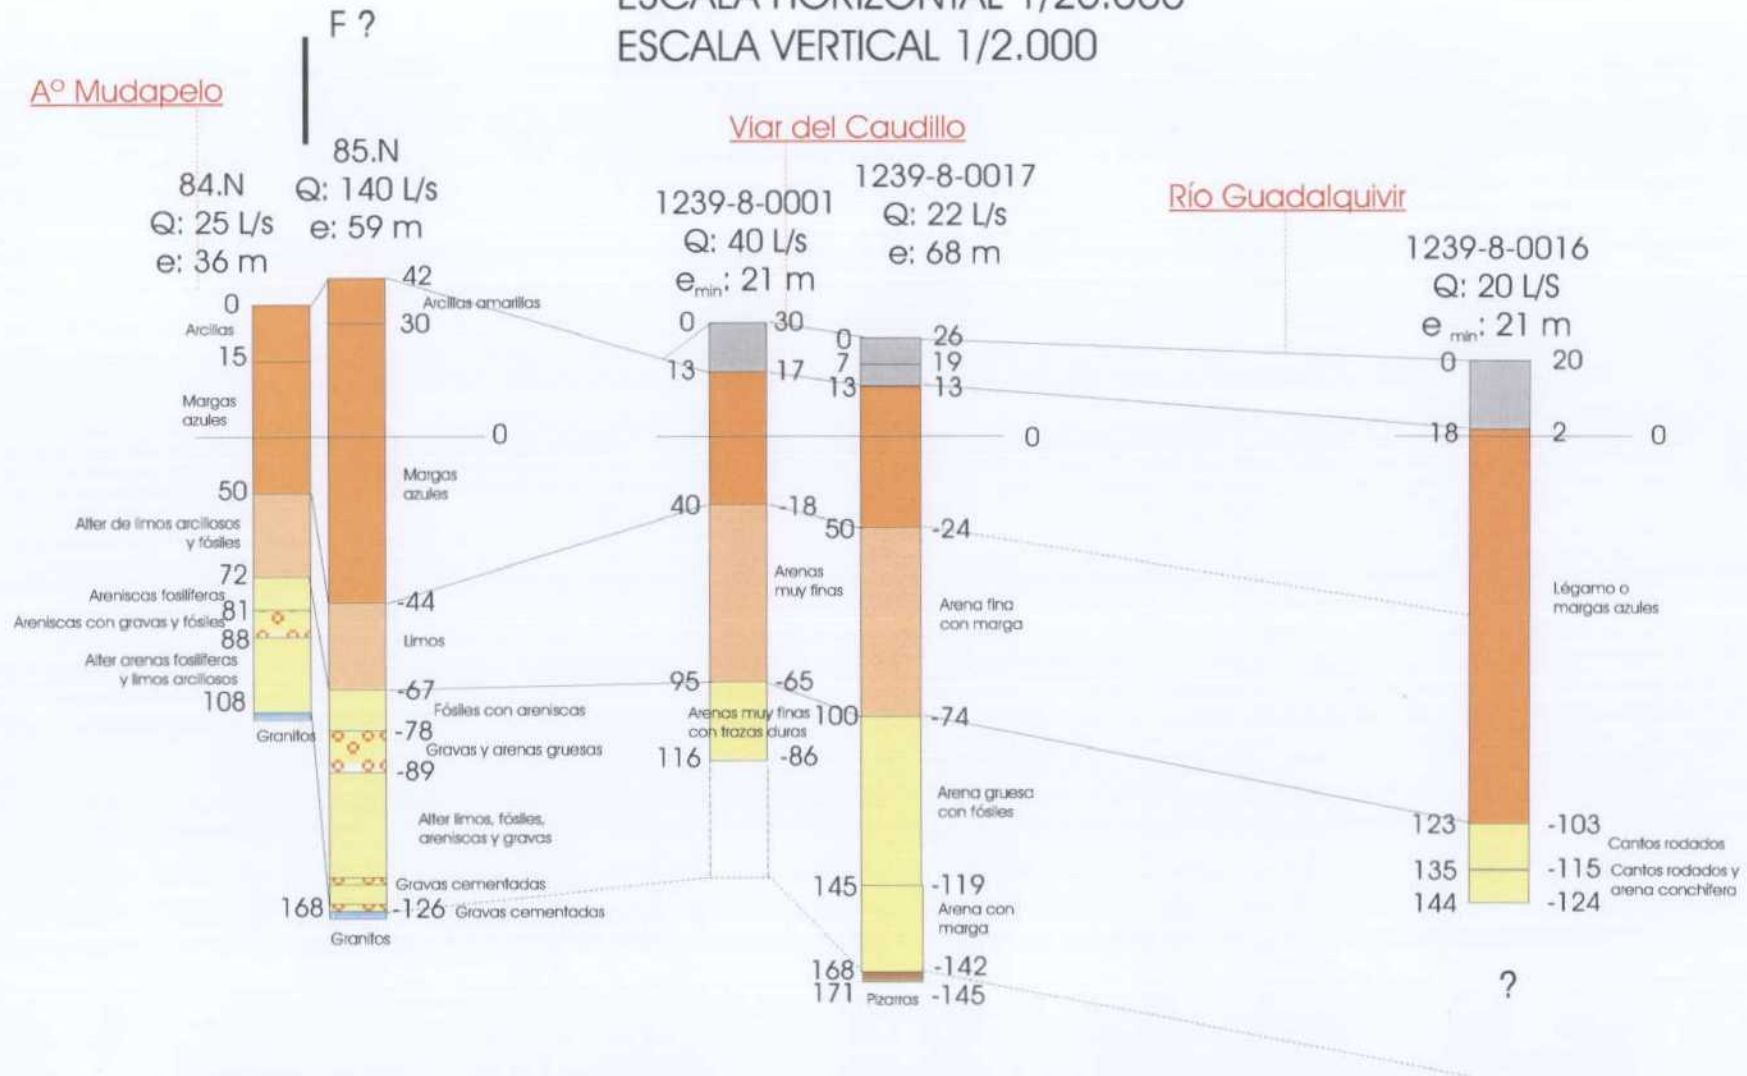 ESCALA HORIZONTAL 1/20.000
ESCALA VERTICAL 1/2.000
F ?
Aº Mudapelo
Viar del Caudillo
Río Guadalquivir
84.N
Q: 25 L/s
e: 36 m
0
Arcillas
15
Margas
azules
50
Alter de limos arcillosos
y fósiles
72
Areniscas fosilíferas
81
Areniscas con gravas y fósiles
88
Alter arenas fosilíferas
y limos arcillosos
108
Granitos
85.N
Q: 140 L/s
e: 59 m
42
Arcillas amarillas
30
0
Margas
azules
-44
Limos
-67
Fósiles con areniscas
-78
Gravas y arenas gruesas
-89
Alter limos, fósiles,
areniscas y gravas
Gravas cementadas
168
-126
Gravas cementadas
Granitos
1239-8-0001
Q: 40 L/s
emin: 21 m
0
30
13
17
40
-18
Arenas
muy finas
95
-65
Arenas muy finas
con trazas duras
116
-86
1239-8-0017
Q: 22 L/s
e: 68 m
0
26
7
19
13
13
0
50
-24
Arena fina
con marga
100
-74
Arena gruesa
con fósiles
145
-119
Arena con
marga
168
-142
171
Pizarras
-145
1239-8-0016
Q: 20 L/S
e min: 21 m
0
20
18
2
0
Légamo o
margas azules
123
-103
Cantos rodados
135
-115
Cantos rodados y
arena conchífera
144
-124
?